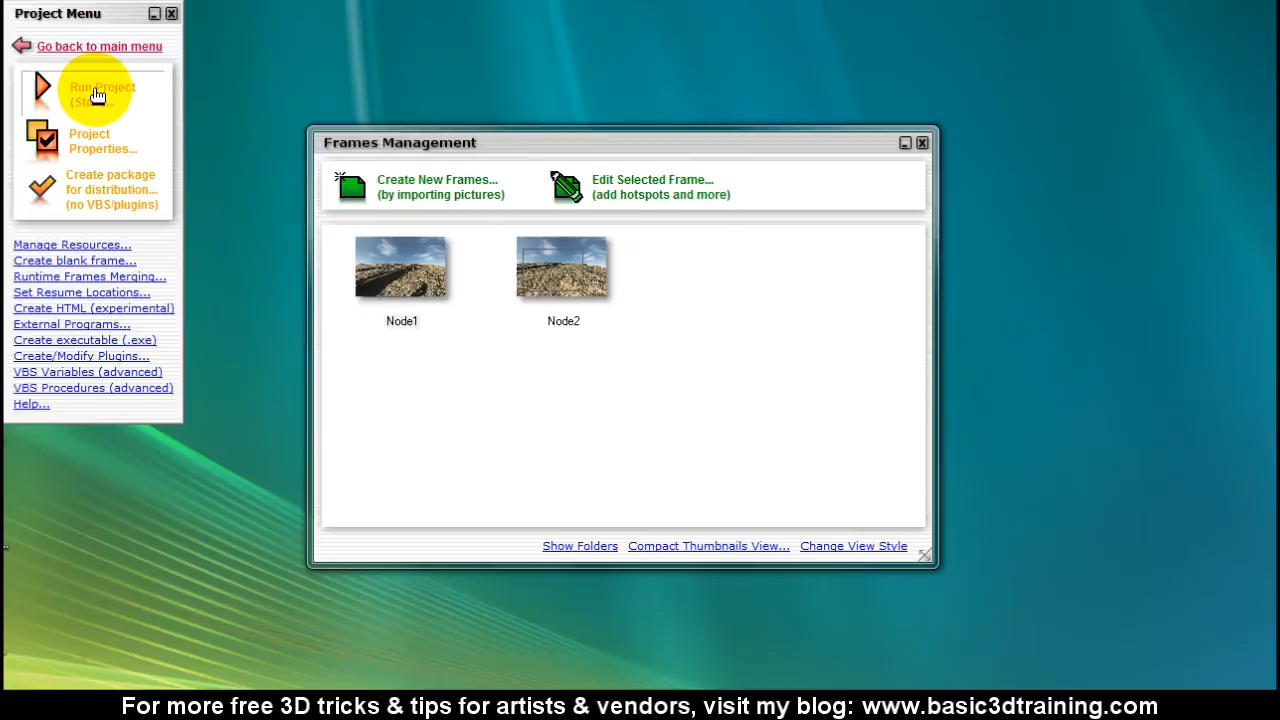 Project Menu
Go back to main menu
Run Project
Project
Properties...
Create package
for distribution...
(no VBS/plugins)
Manage Resources...
Create blank frame...
Runtime Frames Merging...
Set Resume Locations...
Create HTML (experimental)
External Programs...
Create executable (.exe)
Create/Modify Plugins...
VBS Variables (advanced)
VBS Procedures (advanced)
Help...
Frames Management
Create New Frames...
(by importing pictures)
Edit Selected Frame...
(add hotspots and more)
Node1
Node2
Show Folders
Compact Thumbnails View...
Change View Style
For more free 3D tricks & tips for artists & vendors, visit my blog: www.basic3dtraining.com